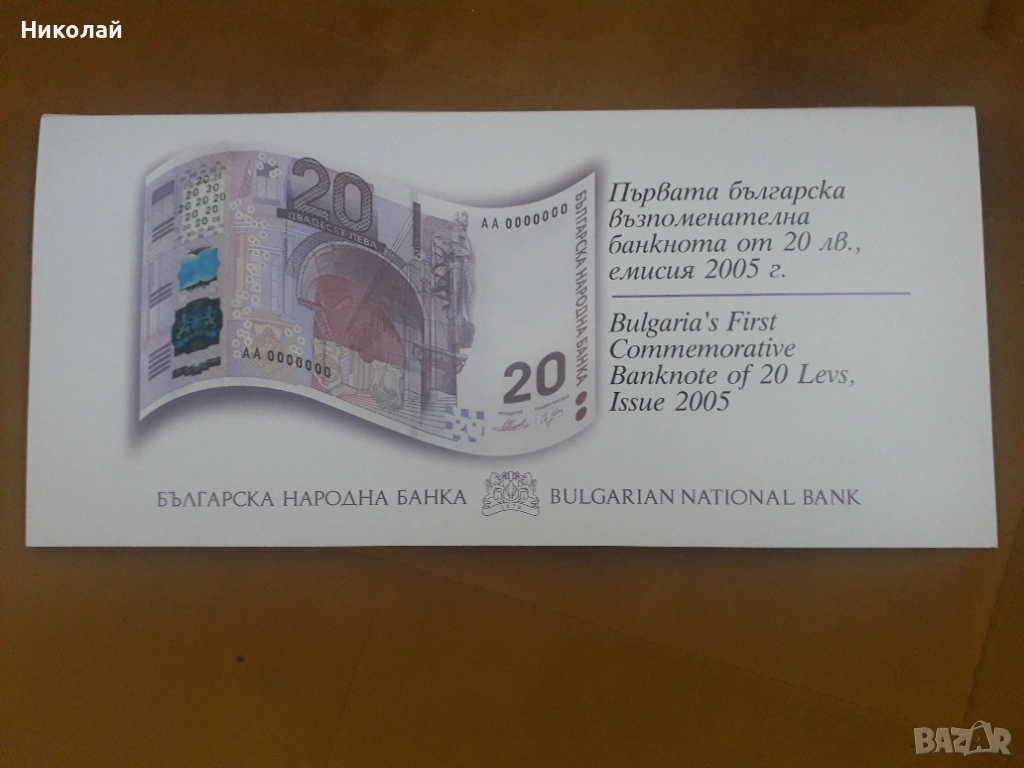 Николай
20
ДВАДЕСЕТ ЛЕВА
АА 0000000
БЪЛГАРСКА НАРОДНА БАНКА
АА 0000000
20
Първата българска
възпоменателна
банкнота от 20 лв.,
емисия 2005 г.
Bulgaria's First
Commemorative
Banknote of 20 Levs,
Issue 2005
БЪЛГАРСКА НАРОДНА БАНКА
BULGARIAN NATIONAL BANK
BAZAR